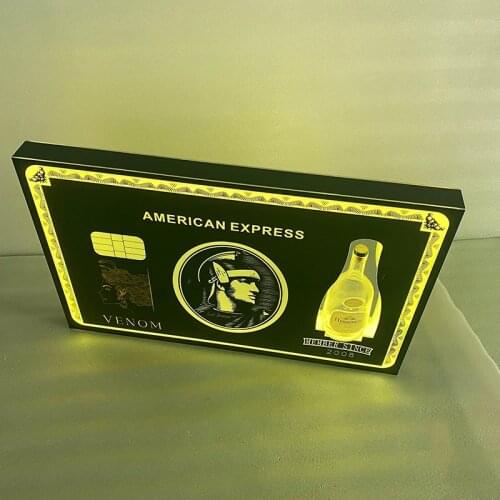 AMERICAN EXPRESS
VENOM
MEMBER SINCE
2008